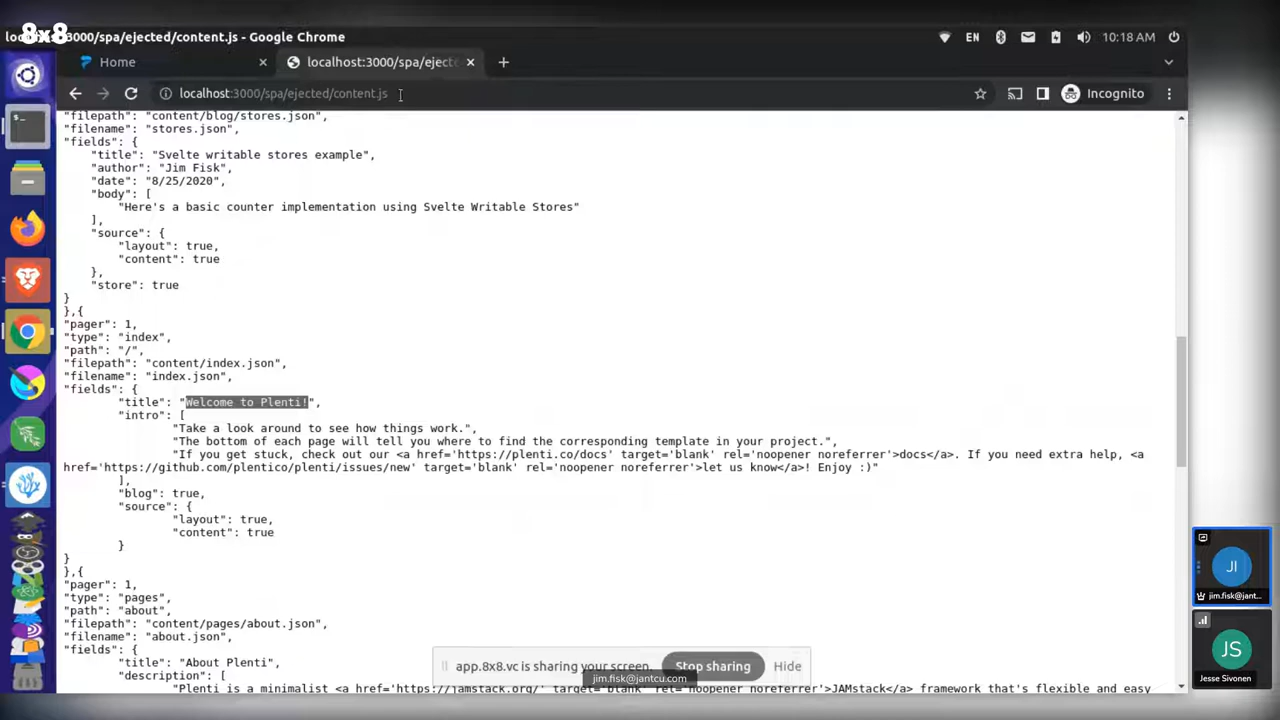 8x8
localhost:3000/spa/ejected/content.js - Google Chrome
EN
10:18 AM
Home
localhost:3000/spa/eject
localhost:3000/spa/ejected/content.js
Incognito
"filepath": "content/blog/stores.json",
"filename": "stores.json",
"fields": {
"title": "Svelte writable stores example",
"author": "Jim Fisk",
"date": "8/25/2020",
"body": [
"Here's a basic counter implementation using Svelte Writable Stores"
],
"source": {
"layout": true,
"content": true
},
"store": true
}
},{
"pager": 1,
"type": "index",
"path": "/",
"filepath": "content/index.json",
"filename": "index.json",
"fields": {
"title": "Welcome to Plenti!",
"intro": [
"Take a look around to see how things work.",
"The bottom of each page will tell you where to find the corresponding template in your project.",
"If you get stuck, check out our <a href='https://plenti.co/docs' target='blank' rel='noopener noreferrer'>docs</a>. If you need extra help, <a
href='https://github.com/plentico/plenti/issues/new' target='blank' rel='noopener noreferrer'>let us know</a>! Enjoy :)"
],
"blog": true,
"source": {
"layout": true,
"content": true
}
}
},{
"pager": 1,
"type": "pages",
"path": "about",
"filepath": "content/pages/about.json",
"filename": "about.json",
"fields": {
"title": "About Plenti",
"description": [
"Plenti is a minimalist <a href='https://jamstack.org/' target='blank' rel='noopener noreferrer'>JAMstack</a> framework that's flexible and easy
app.8x8.vc is sharing your screen.
Stop sharing
Hide
jim.fisk@jantcu.com
JI
jim.fisk@jant...
JS
Jesse Sivonen